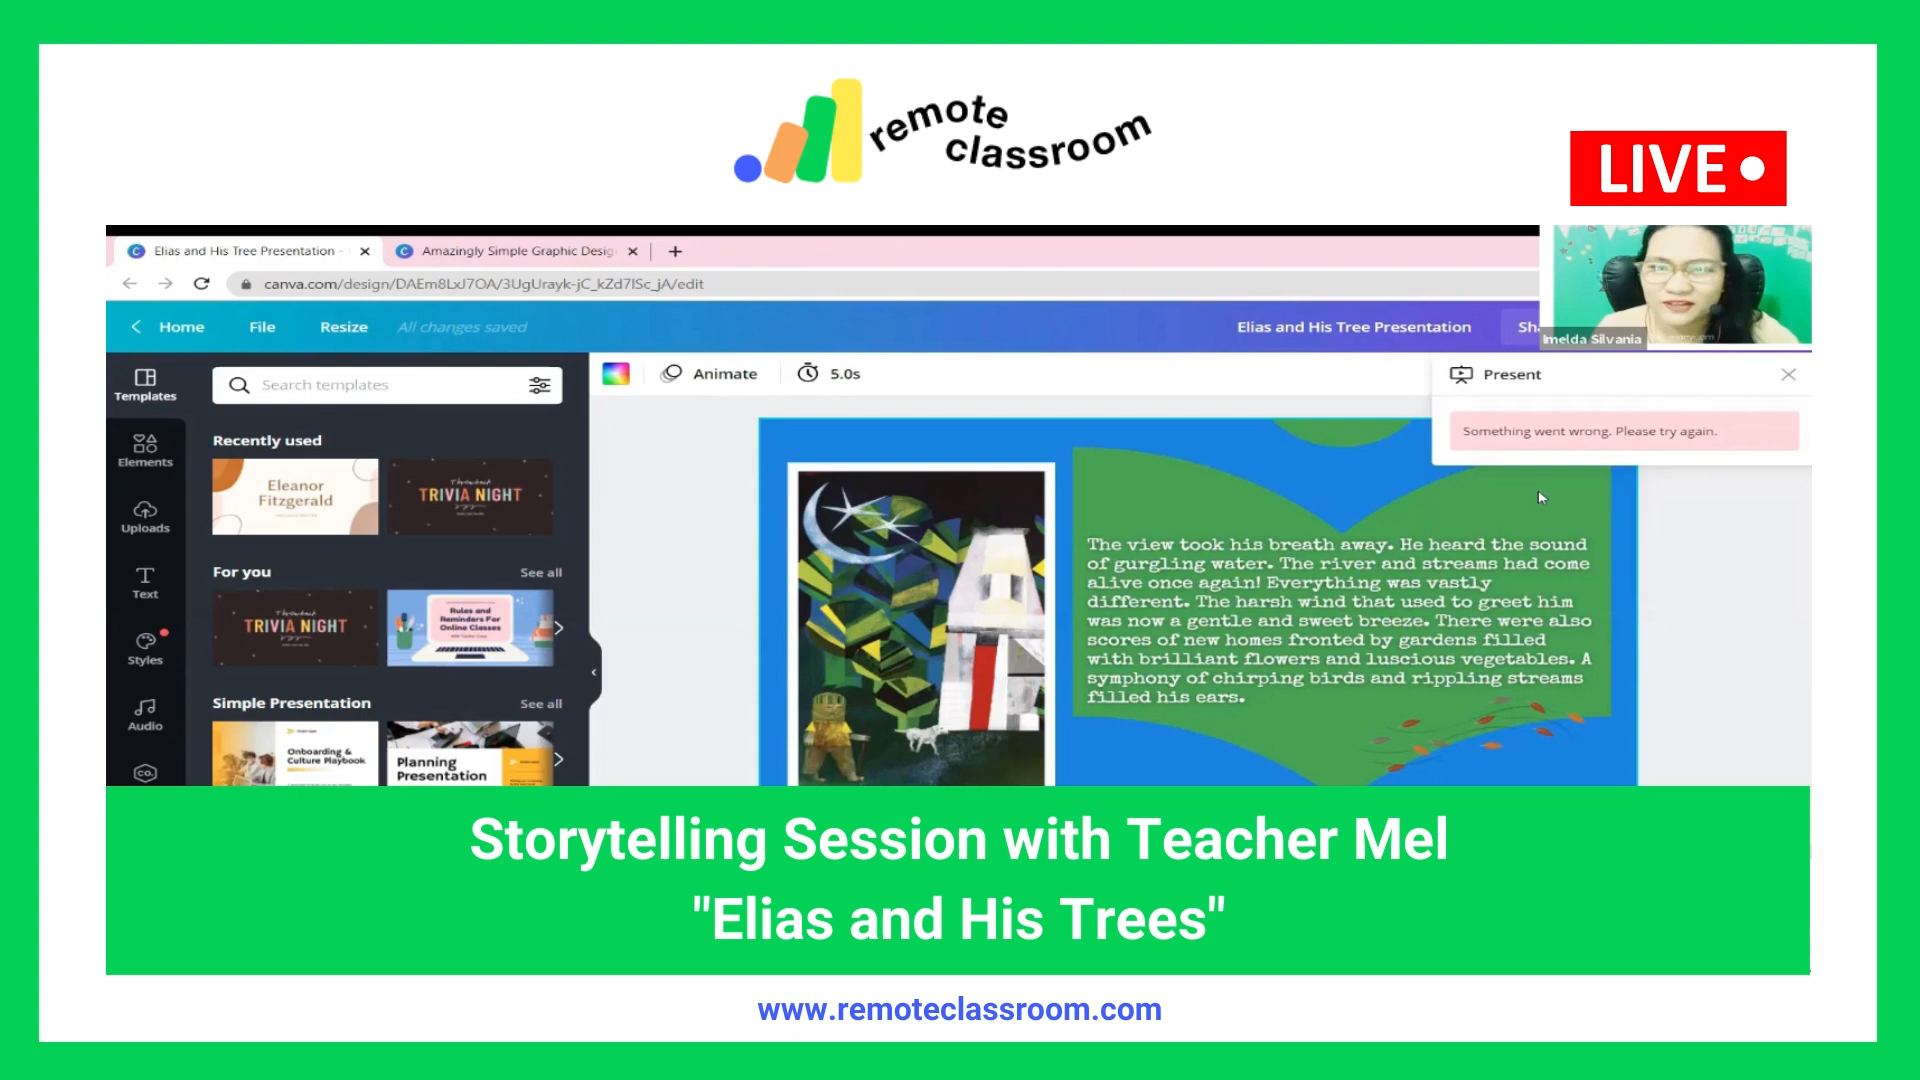 remote
classroom
LIVE
Elias and His Tree Presentation -
Amazingly Simple Graphic Desig
canva.com/design/DAEm8LxJ7OA/3UgUrayk-jC_kZd7lSc_jA/edit
Home File Resize All changes saved
Elias and His Tree Presentation
Sh
Imelda Silvania
Templates
Search templates
Animate
5.0s
Present
Something went wrong. Please try again.
Recently used
Elements
Eleanor
Fitzgerald
Throwback
TRIVIA NIGHT
Uploads
For you See all
Text
Throwback
TRIVIA NIGHT
Rules and
Reminders For
Online Classes
Styles
Simple Presentation See all
Audio
Onboarding &
Culture Playbook
Planning
Presentation
co.
The view took his breath away. He heard the sound
of gurgling water. The river and streams had come
alive once again! Everything was vastly
different. The harsh wind that used to greet him
was now a gentle and sweet breeze. There were also
scores of new homes fronted by gardens filled
with brilliant flowers and luscious vegetables. A
symphony of chirping birds and rippling streams
filled his ears.
Storytelling Session with Teacher Mel
"Elias and His Trees"
www.remoteclassroom.com